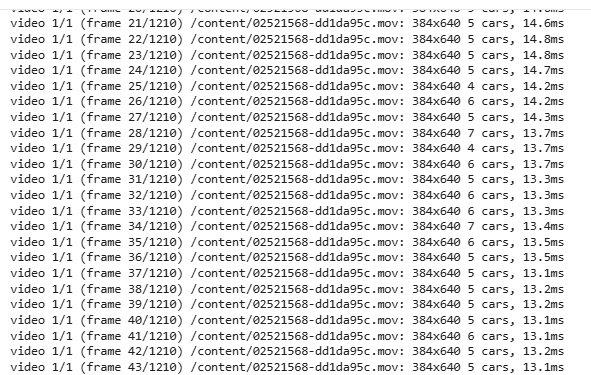 video 1/1 (frame 21/1210) /content/02521568-dd1da95c.mov: 384x640 5 cars, 14.6ms
video 1/1 (frame 22/1210) /content/02521568-dd1da95c.mov: 384x640 5 cars, 14.8ms
video 1/1 (frame 23/1210) /content/02521568-dd1da95c.mov: 384x640 5 cars, 14.8ms
video 1/1 (frame 24/1210) /content/02521568-dd1da95c.mov: 384x640 5 cars, 14.7ms
video 1/1 (frame 25/1210) /content/02521568-dd1da95c.mov: 384x640 4 cars, 14.2ms
video 1/1 (frame 26/1210) /content/02521568-dd1da95c.mov: 384x640 6 cars, 14.2ms
video 1/1 (frame 27/1210) /content/02521568-dd1da95c.mov: 384x640 5 cars, 14.3ms
video 1/1 (frame 28/1210) /content/02521568-dd1da95c.mov: 384x640 7 cars, 13.7ms
video 1/1 (frame 29/1210) /content/02521568-dd1da95c.mov: 384x640 4 cars, 13.7ms
video 1/1 (frame 30/1210) /content/02521568-dd1da95c.mov: 384x640 6 cars, 13.7ms
video 1/1 (frame 31/1210) /content/02521568-dd1da95c.mov: 384x640 5 cars, 13.3ms
video 1/1 (frame 32/1210) /content/02521568-dd1da95c.mov: 384x640 6 cars, 13.3ms
video 1/1 (frame 33/1210) /content/02521568-dd1da95c.mov: 384x640 6 cars, 13.3ms
video 1/1 (frame 34/1210) /content/02521568-dd1da95c.mov: 384x640 7 cars, 13.4ms
video 1/1 (frame 35/1210) /content/02521568-dd1da95c.mov: 384x640 6 cars, 13.5ms
video 1/1 (frame 36/1210) /content/02521568-dd1da95c.mov: 384x640 5 cars, 13.5ms
video 1/1 (frame 37/1210) /content/02521568-dd1da95c.mov: 384x640 5 cars, 13.1ms
video 1/1 (frame 38/1210) /content/02521568-dd1da95c.mov: 384x640 5 cars, 13.2ms
video 1/1 (frame 39/1210) /content/02521568-dd1da95c.mov: 384x640 5 cars, 13.2ms
video 1/1 (frame 40/1210) /content/02521568-dd1da95c.mov: 384x640 5 cars, 13.1ms
video 1/1 (frame 41/1210) /content/02521568-dd1da95c.mov: 384x640 6 cars, 13.1ms
video 1/1 (frame 42/1210) /content/02521568-dd1da95c.mov: 384x640 5 cars, 13.2ms
video 1/1 (frame 43/1210) /content/02521568-dd1da95c.mov: 384x640 5 cars, 13.1ms